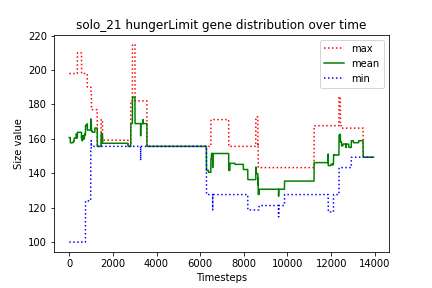 solo_21 hungerLimit gene distribution over time
220
200
180
160
140
120
100
Size value
max
mean
min
0 2000 4000 6000 8000 10000 12000 14000
Timesteps